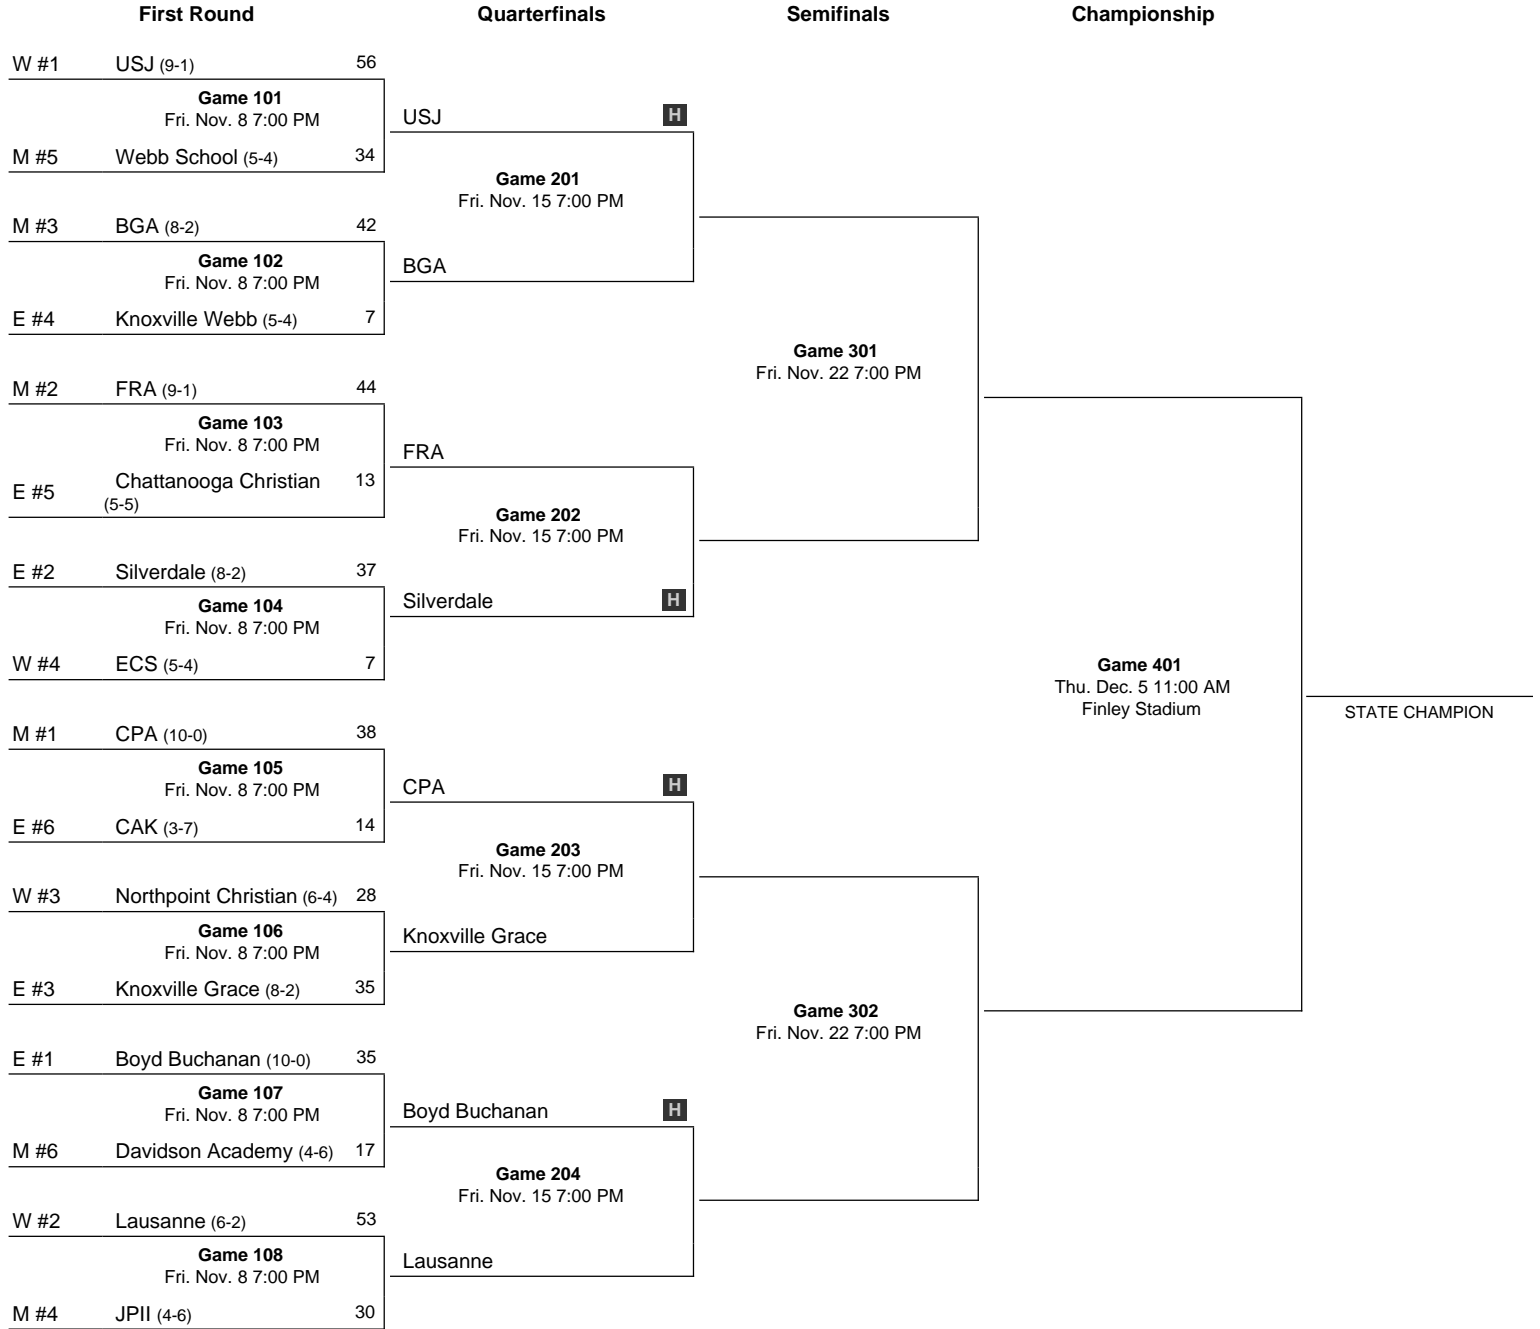 First Round Quarterfinals Semifinals Championship
W #1 USJ (9-1) 56
Game 101
Fri. Nov. 8 7:00 PM
M #5 Webb School (5-4) 34
M #3 BGA (8-2) 42
Game 102
Fri. Nov. 8 7:00 PM
E #4 Knoxville Webb (5-4) 7
M #2 FRA (9-1) 44
Game 103
Fri. Nov. 8 7:00 PM
E #5 Chattanooga Christian 13
(5-5)
E #2 Silverdale (8-2) 37
Game 104
Fri. Nov. 8 7:00 PM
W #4 ECS (5-4) 7
M #1 CPA (10-0) 38
Game 105
Fri. Nov. 8 7:00 PM
E #6 CAK (3-7) 14
W #3 Northpoint Christian (6-4) 28
Game 106
Fri. Nov. 8 7:00 PM
E #3 Knoxville Grace (8-2) 35
E #1 Boyd Buchanan (10-0) 35
Game 107
Fri. Nov. 8 7:00 PM
M #6 Davidson Academy (4-6) 17
W #2 Lausanne (6-2) 53
Game 108
Fri. Nov. 8 7:00 PM
M #4 JPII (4-6) 30
USJ H
Game 201
Fri. Nov. 15 7:00 PM
BGA
FRA
Game 202
Fri. Nov. 15 7:00 PM
Silverdale H
CPA H
Game 203
Fri. Nov. 15 7:00 PM
Knoxville Grace
Boyd Buchanan H
Game 204
Fri. Nov. 15 7:00 PM
Lausanne
Game 301
Fri. Nov. 22 7:00 PM
Game 302
Fri. Nov. 22 7:00 PM
Game 401
Thu. Dec. 5 11:00 AM
Finley Stadium
STATE CHAMPION